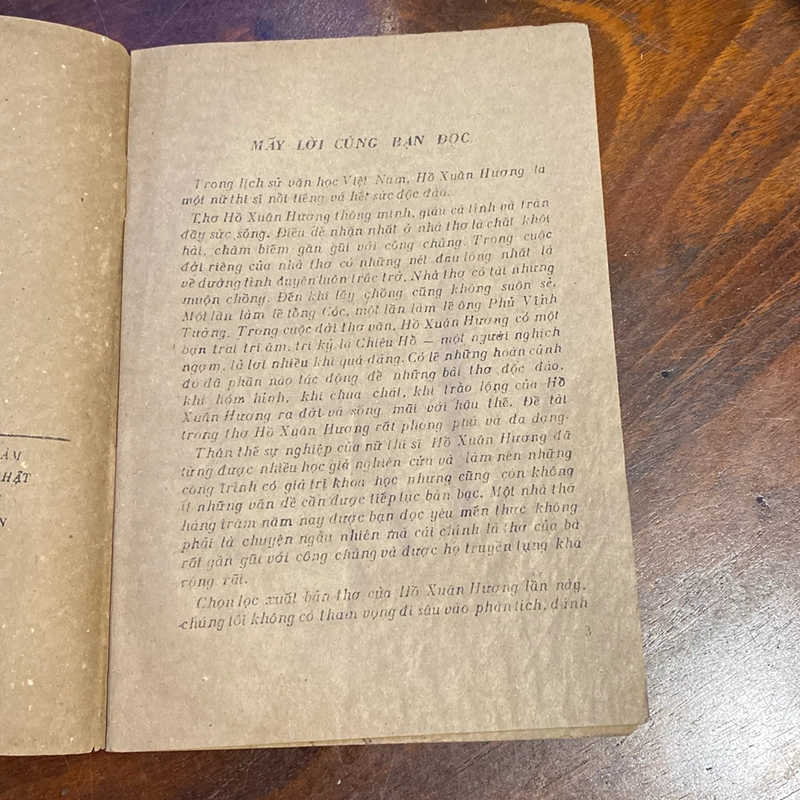 ÂM
HẬT
N
MẤY LỜI CÙNG BẠN ĐỌC
Trong lịch sử văn học Việt Nam, Hồ Xuân Hương là
một nữ thi sĩ nổi tiếng và hết sức độc đáo.
Thơ Hồ Xuân Hương thông minh, giàu cá tính và tràn
đầy sức sống. Điều dễ nhận nhất ở nhà thơ là chất khôi
hài, châm biếm gần gũi với công chúng. Trong cuộc
đời riêng của nhà thơ có những nét đau lòng nhất là
về đường tình duyên luôn trắc trở. Nhà thơ có tài nhưng
muộn chồng. Đến khi lấy chồng cũng không suôn sẻ.
Một lần làm lẽ tổng Cóc, một lần làm lẽ ông Phủ Vĩnh
Tường. Trong cuộc đời thơ văn, Hồ Xuân Hương có một
bạn trai tri âm, tri kỷ là Chiêu Hổ — một người nghịch
ngợm, lả lơi nhiều khi quá đáng. Có lẽ những hoàn cảnh
đó đã phần nào tác động để những bài thơ độc đáo,
khi hóm hỉnh, khi chua chát, khi trào lộng của Hồ
Xuân Hương ra đời và sống mãi với hậu thế. Đề tài
trong thơ Hồ Xuân Hương rất phong phú và đa dạng.
Thân thế sự nghiệp của nữ thi sĩ Hồ Xuân Hương đã
từng được nhiều học giả nghiên cứu và làm nên những
công trình có giá trị khoa học nhưng cũng còn không
ít những vấn đề cần được tiếp tục bàn bạc. Một nhà thơ
hàng trăm năm nay được bạn đọc yêu mến thực không
phải là chuyện ngẫu nhiên mà cái chính là thơ của bà
rất gần gũi với công chúng và được họ truyền tụng khá
rộng rãi.
Chọn lọc xuất bản thơ của Hồ Xuân Hương lần này,
chúng tôi không có tham vọng đi sâu vào phân tích, đánh
3